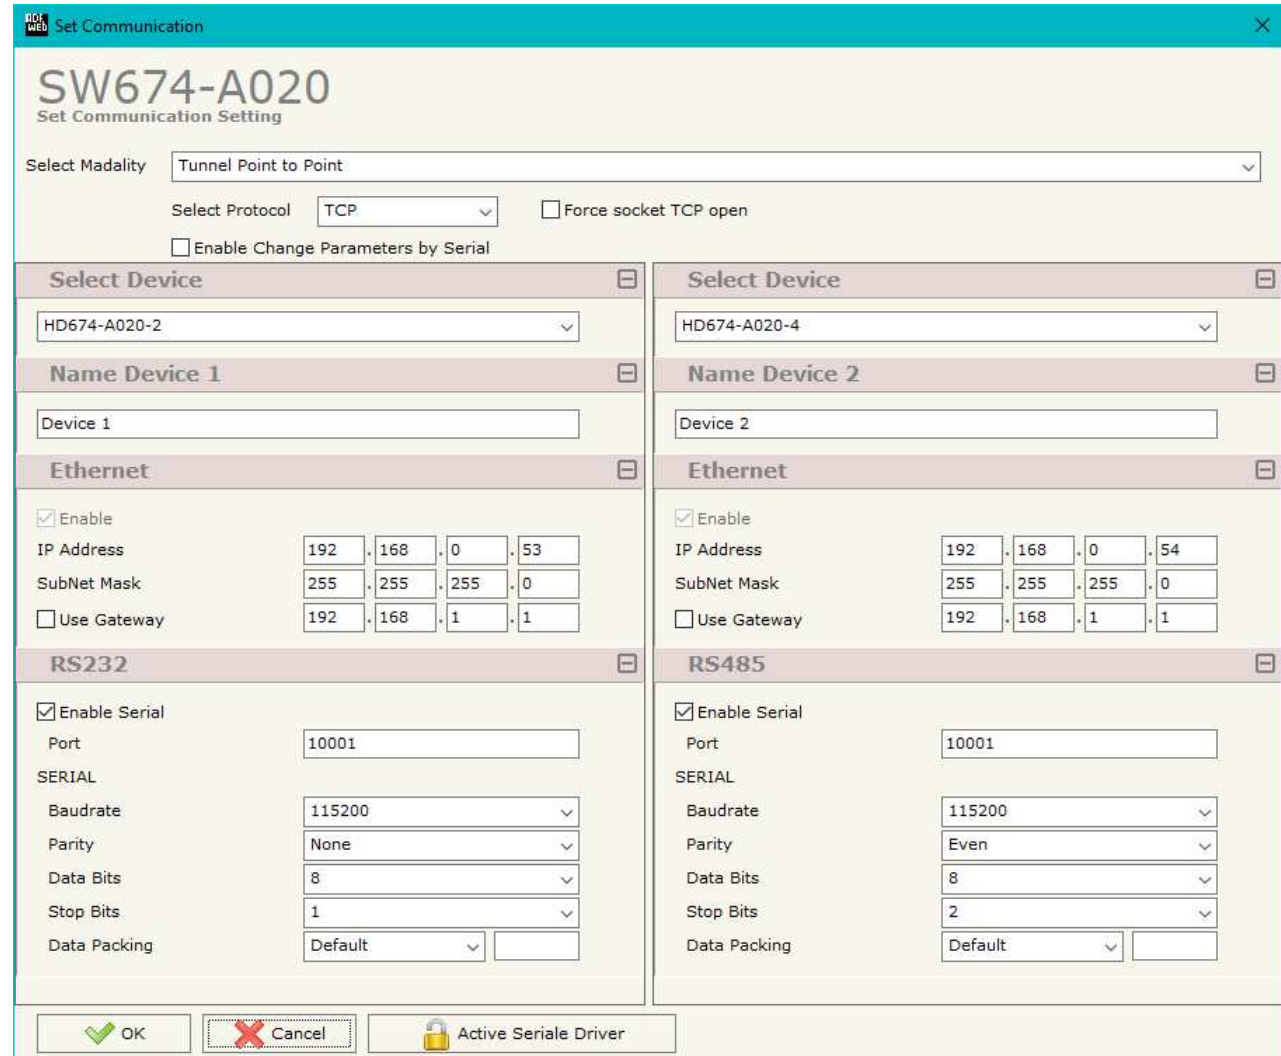 ADF WEB Set Communication
SW674-A020
Set Communication Setting
Select Madality Tunnel Point to Point
Select Protocol TCP Force socket TCP open
Enable Change Parameters by Serial
Select Device
HD674-A020-2
Name Device 1
Device 1
Ethernet
Enable
IP Address 192 . 168 . 0 . 53
SubNet Mask 255 . 255 . 255 . 0
Use Gateway 192 . 168 . 1 . 1
RS232
Enable Serial
Port 10001
SERIAL
Baudrate 115200
Parity None
Data Bits 8
Stop Bits 1
Data Packing Default
Select Device
HD674-A020-4
Name Device 2
Device 2
Ethernet
Enable
IP Address 192 . 168 . 0 . 54
SubNet Mask 255 . 255 . 255 . 0
Use Gateway 192 . 168 . 1 . 1
RS485
Enable Serial
Port 10001
SERIAL
Baudrate 115200
Parity Even
Data Bits 8
Stop Bits 2
Data Packing Default
OK Cancel Active Seriale Driver